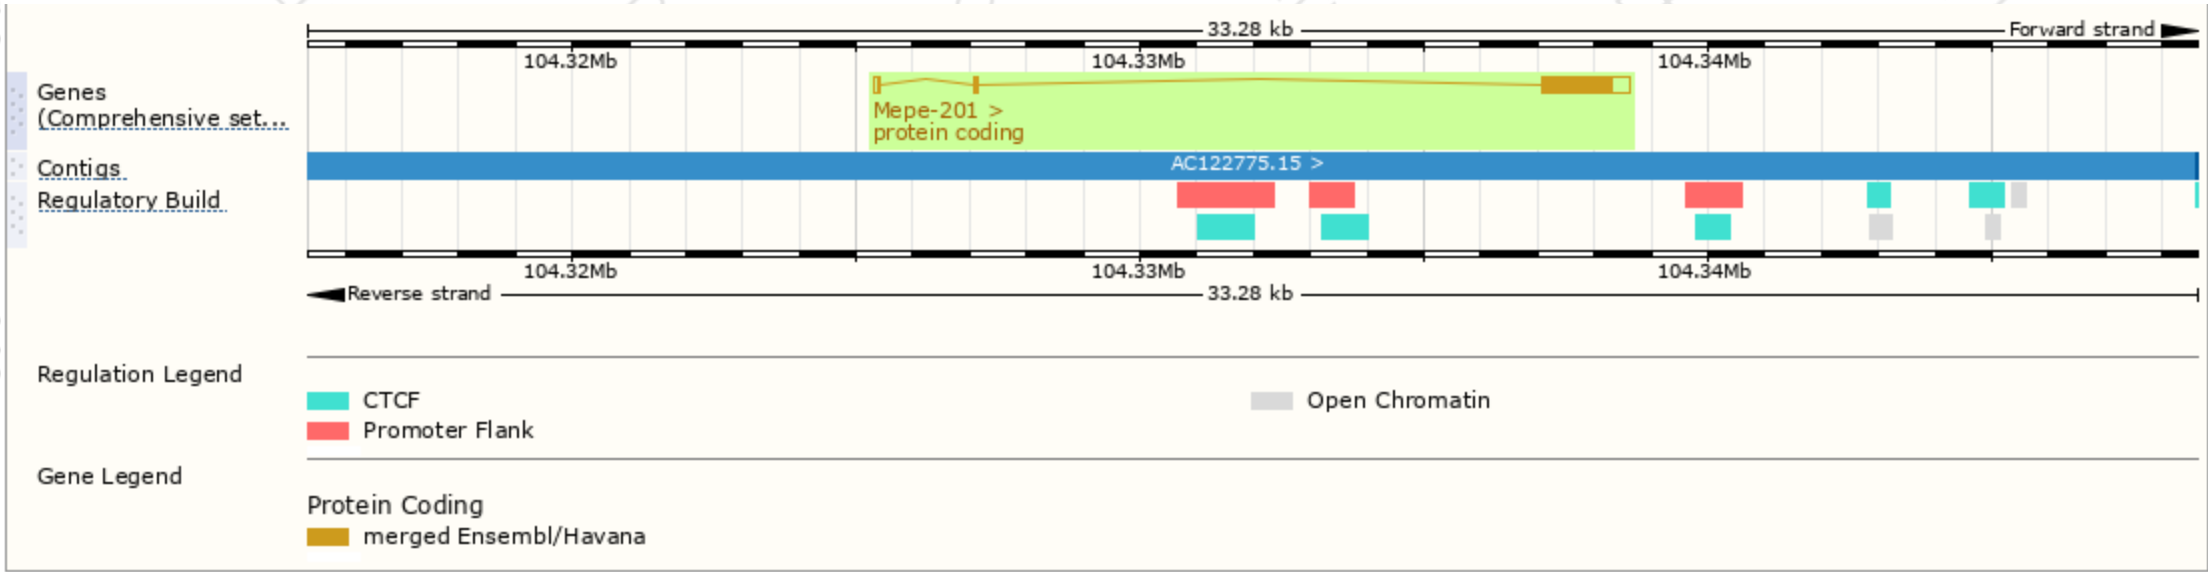 33.28 kb
Forward strand
104.32Mb 104.33Mb 104.34Mb
Genes
(Comprehensive set...
Mepe-201 >
protein coding
Contigs
AC122775.15 >
Regulatory Build
104.32Mb 104.33Mb 104.34Mb
Reverse strand
33.28 kb
Regulation Legend
CTCF
Open Chromatin
Promoter Flank
Gene Legend
Protein Coding
merged Ensembl/Havana